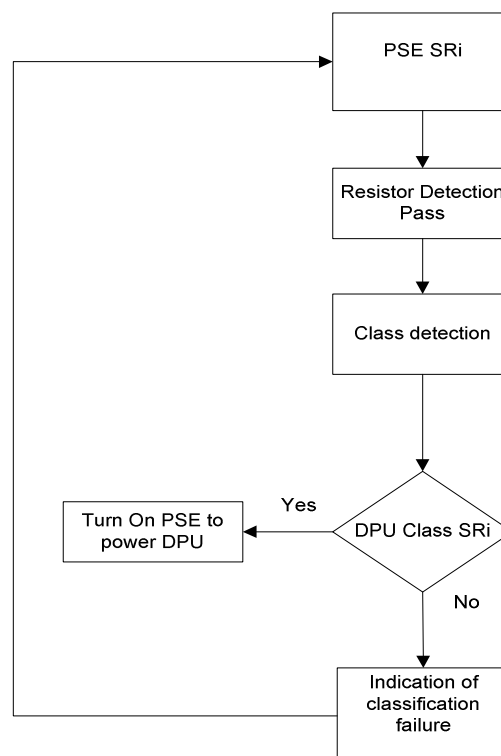 PSE SRi
Resistor Detection
Pass
Class detection
DPU Class SRi
Yes
Turn On PSE to
power DPU
No
Indication of
classification
failure